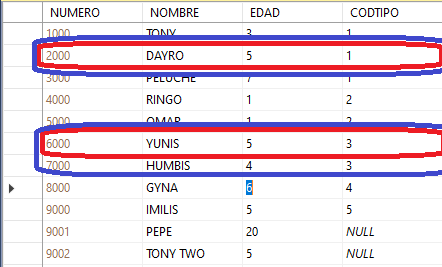 NUMERO NOMBRE EDAD CODTIPO
1000 TONY 3 1
2000 DAYRO 5 1
3000 PELUCHE 7 1
4000 RINGO 1 2
5000 OMAR 1 2
6000 YUNIS 5 3
7000 HUMBIS 4 3
8000 GYNA 6 4
9000 IMILIS 5 5
9001 PEPE 20 NULL
9002 TONY TWO 5 NULL